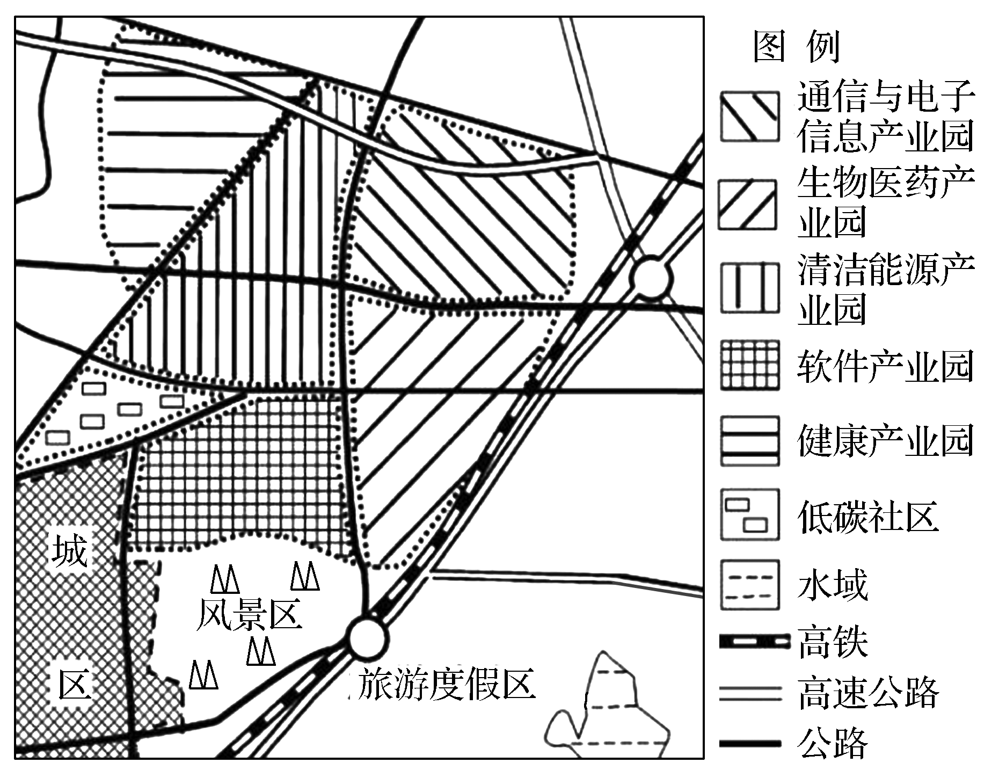 图 例
通信与电子
信息产业园
生物医药产
业园
清洁能源产
业园
软件产业园
健康产业园
低碳社区
水域
高铁
高速公路
公路
城
区
风景区
旅游度假区